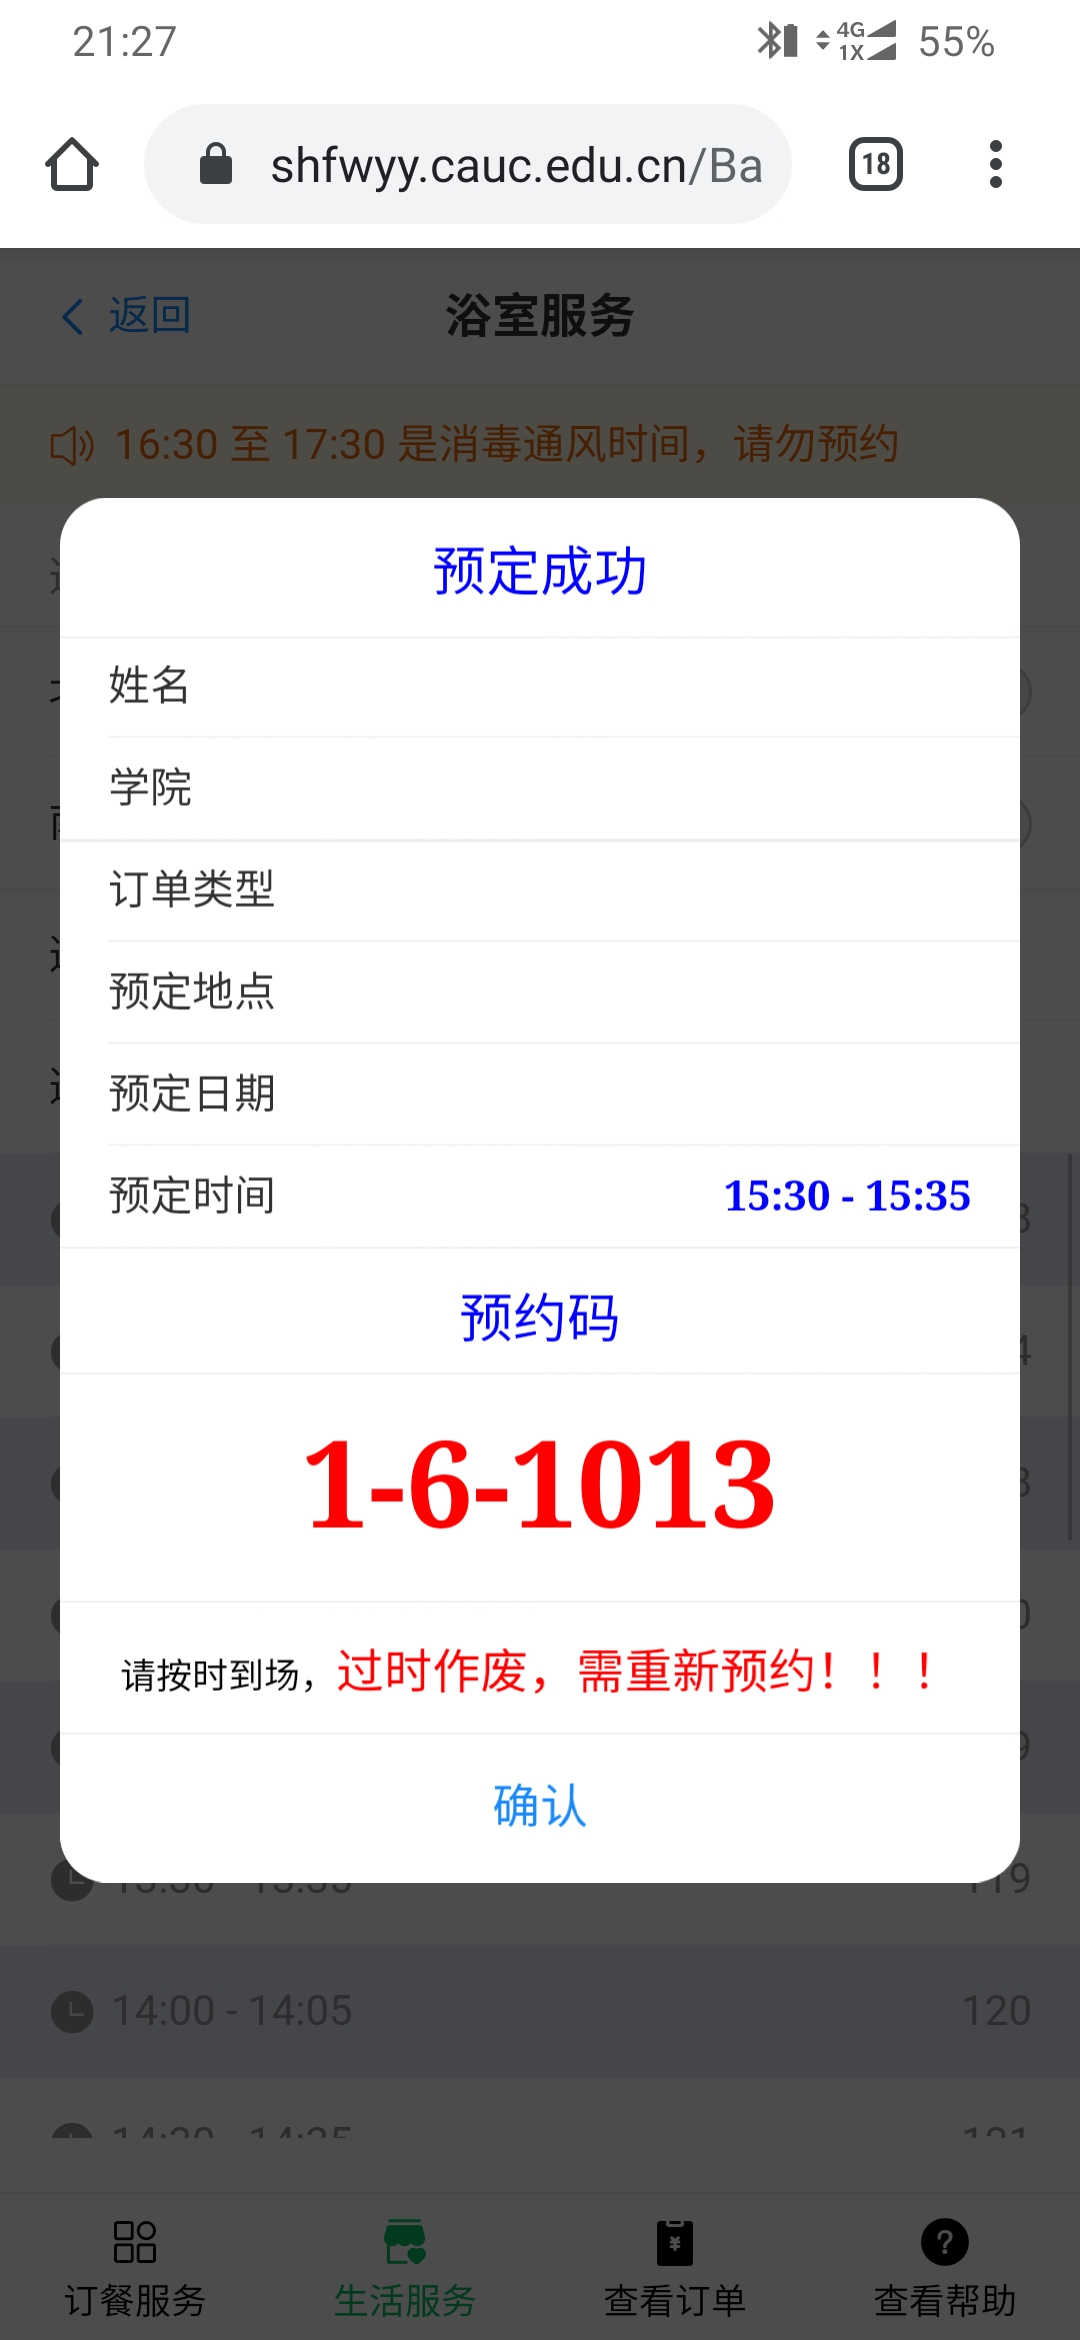 21:27
4G
1X
55%
shfwyy.cauc.edu.cn/Ba
18
返回
浴室服务
16:30 至 17:30 是消毒通风时间，请勿预约
预定成功
姓名
学院
订单类型
预定地点
预定日期
预定时间 15:30 - 15:35
预约码
1-6-1013
请按时到场，过时作废，需重新预约！！！
确认
119
14:00 - 14:05 120
14:30 - 14:35 121
订餐服务 生活服务 查看订单 查看帮助